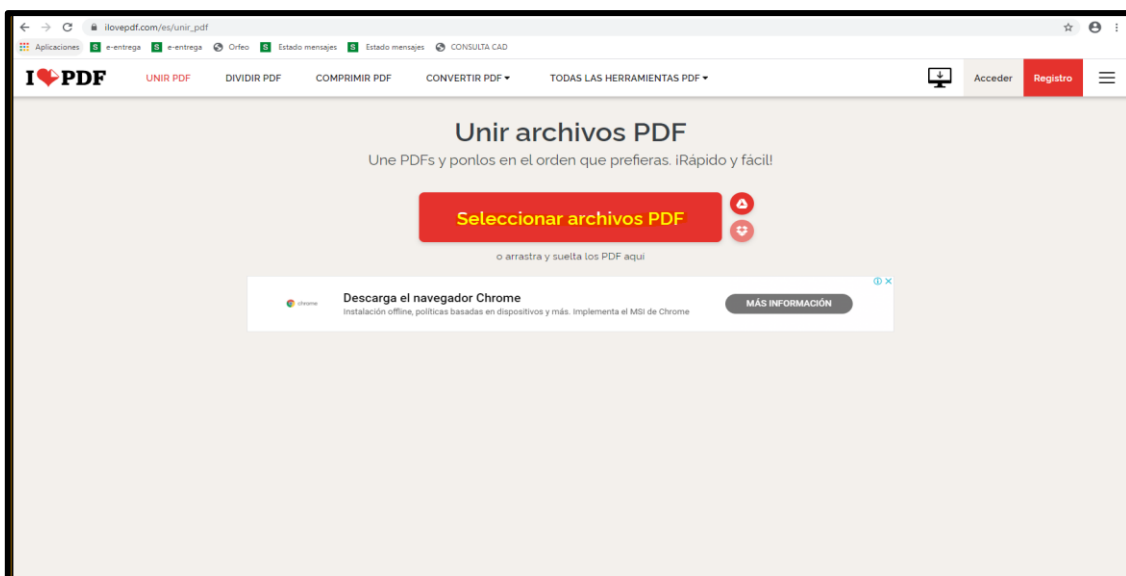 ilovepdf.com/es/unir_pdf
Aplicaciones S e-entrega S e-entrega Orfeo S Estado mensajes S Estado mensajes CONSULTA CAD
I PDF UNIR PDF DIVIDIR PDF COMPRIMIR PDF CONVERTIR PDF TODAS LAS HERRAMIENTAS PDF Acceder Registro
Unir archivos PDF
Une PDFs y ponlos en el orden que prefieras. ¡Rápido y fácil!
Seleccionar archivos PDF
o arrastra y suelta los PDF aquí
chrome Descarga el navegador Chrome MÁS INFORMACIÓN
Instalación offline, políticas basadas en dispositivos y más. Implementa el MSI de Chrome